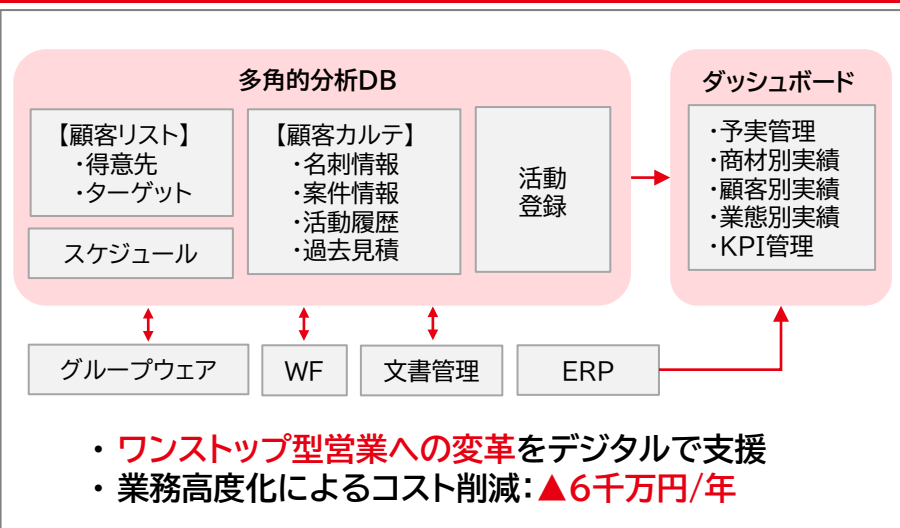 多角的分析DB
【顧客リスト】
・得意先
・ターゲット
スケジュール
【顧客カルテ】
・名刺情報
・案件情報
・活動履歴
・過去見積
活動
登録
ダッシュボード
・予実管理
・商材別実績
・顧客別実績
・業態別実績
・KPI管理
グループウェア
WF
文書管理
ERP
・ワンストップ型営業への変革をデジタルで支援
・業務高度化によるコスト削減：▲6千万円/年